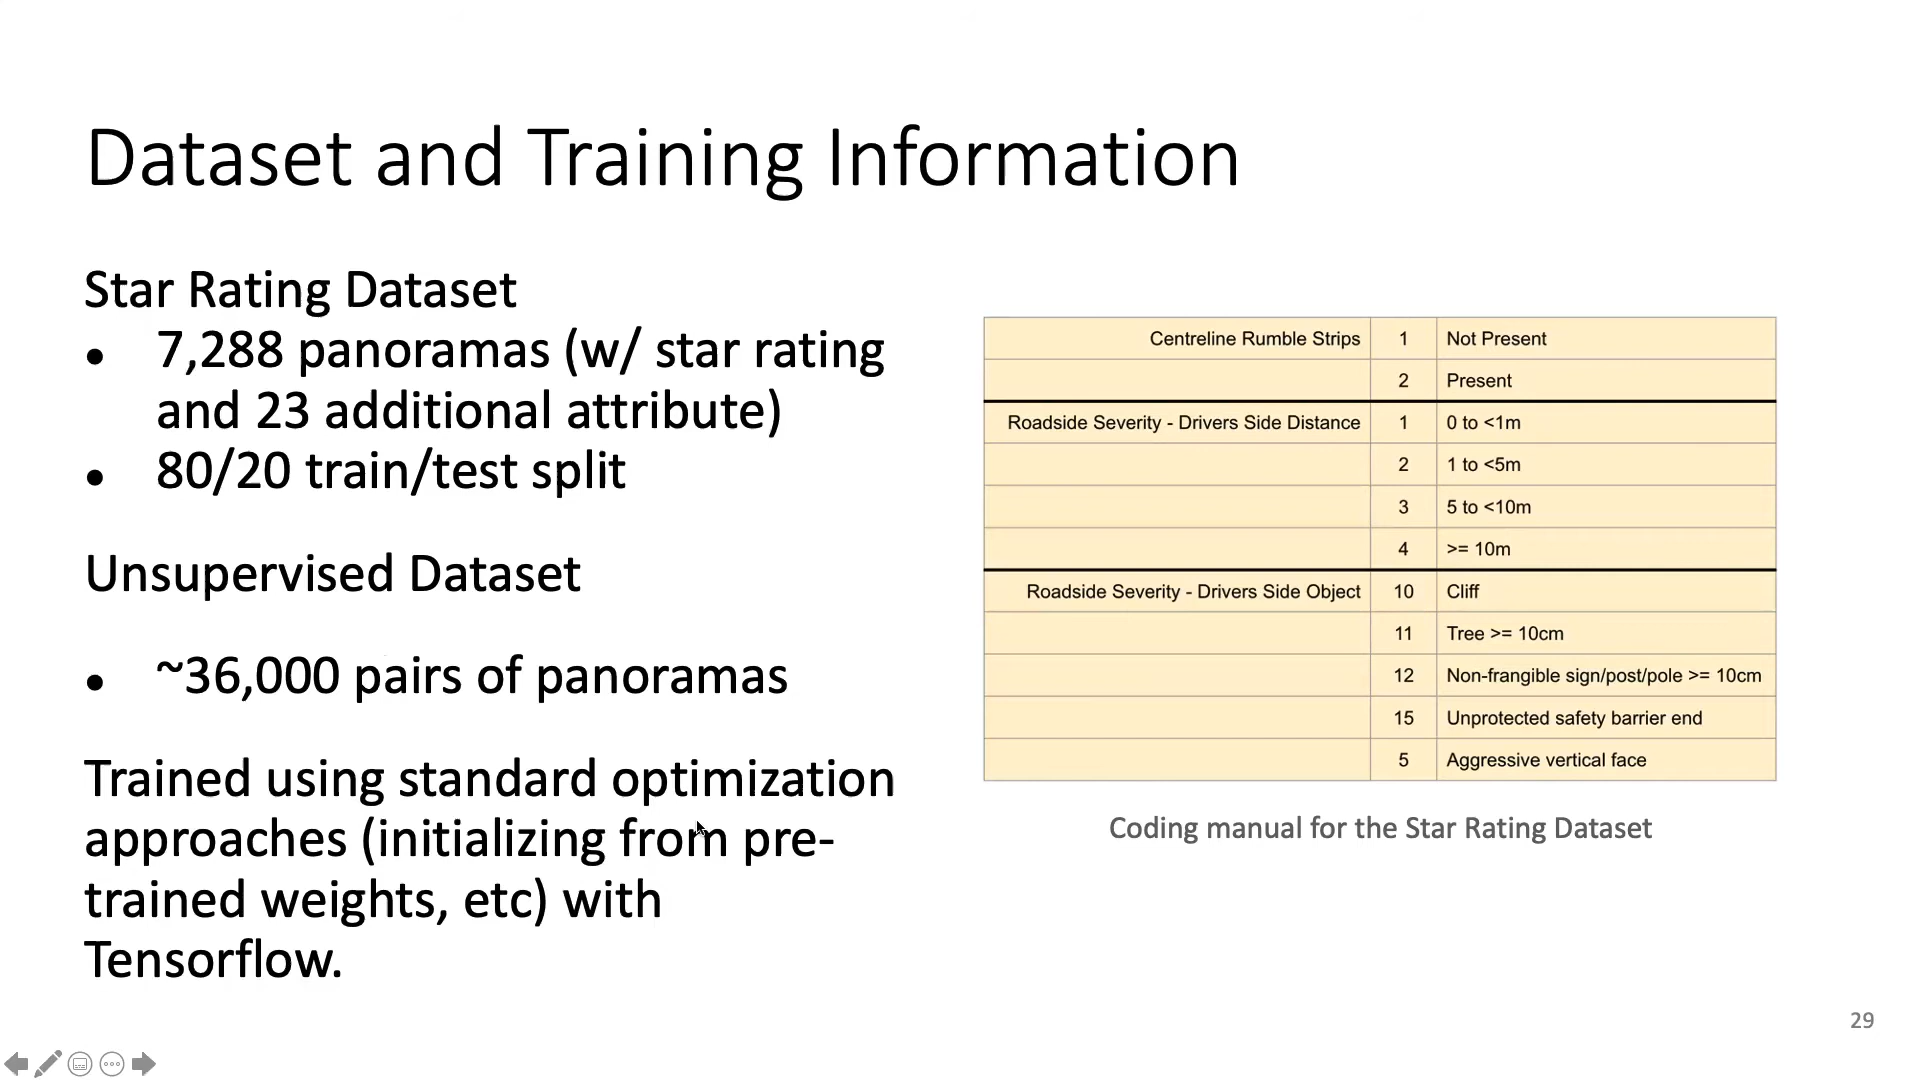 Dataset and Training Information
Star Rating Dataset
● 7,288 panoramas (w/ star rating
and 23 additional attribute)
● 80/20 train/test split
Unsupervised Dataset
● ~36,000 pairs of panoramas
Trained using standard optimization
approaches (initializing from pre-
trained weights, etc) with
Tensorflow.
Centreline Rumble Strips 1 Not Present
2 Present
Roadside Severity - Drivers Side Distance 1 0 to <1m
2 1 to <5m
3 5 to <10m
4 >= 10m
Roadside Severity - Drivers Side Object 10 Cliff
11 Tree >= 10cm
12 Non-frangible sign/post/pole >= 10cm
15 Unprotected safety barrier end
5 Aggressive vertical face
Coding manual for the Star Rating Dataset
29